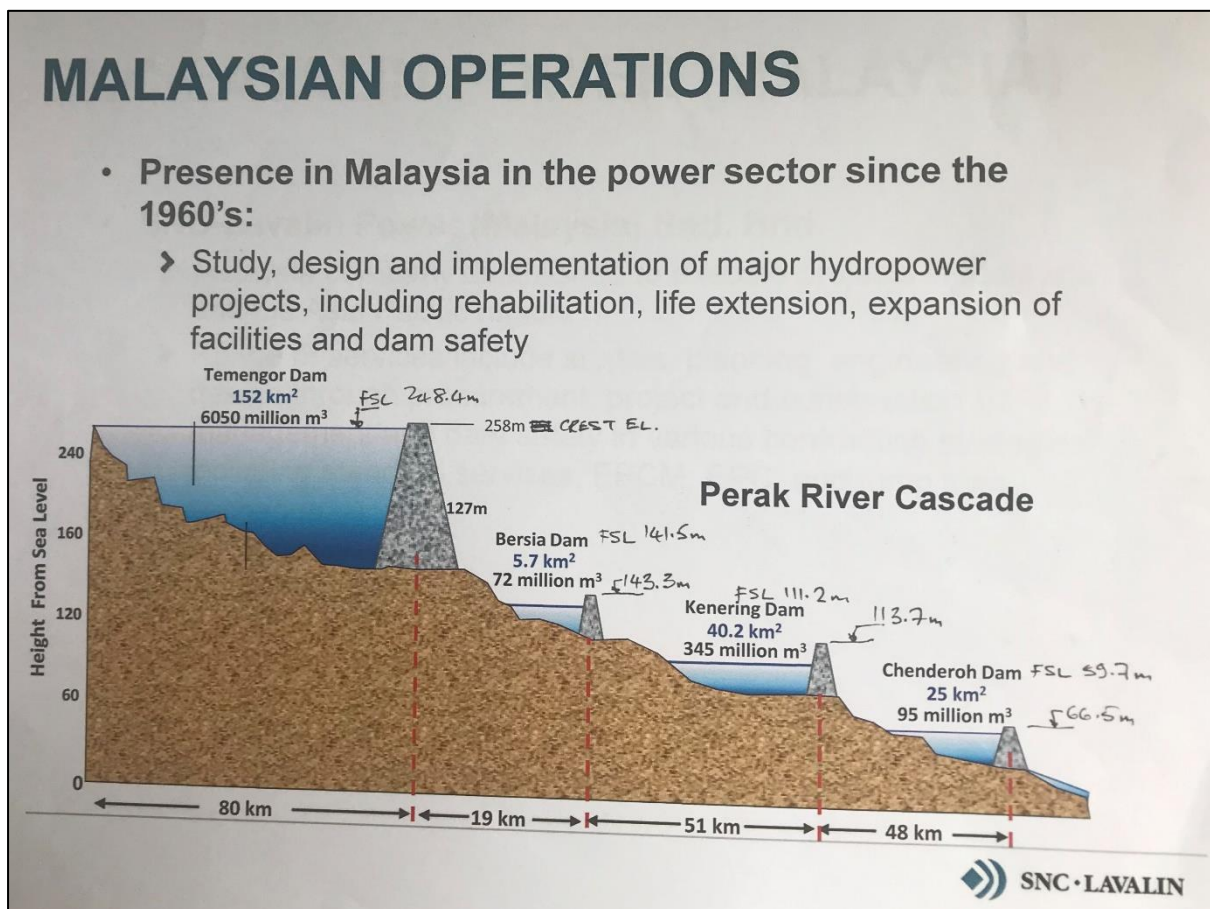 MALAYSIAN OPERATIONS
• Presence in Malaysia in the power sector since the
1960's:
› Study, design and implementation of major hydropower
projects, including rehabilitation, life extension, expansion of
facilities and dam safety
Temengor Dam
152 km²
6050 million m³
FSL 248.4m
258m CREST EL.
127m
Perak River Cascade
Bersia Dam FSL 141.5m
5.7 km²
72 million m³ 143.3m
FSL 111.2m
Kenering Dam
40.2 km²
345 million m³
113.7m
Chenderoh Dam FSL 59.7m
25 km²
95 million m³ 66.5m
Height From Sea Level
240
160
120
60
0
80 km
19 km
51 km
48 km
SNC·LAVALIN